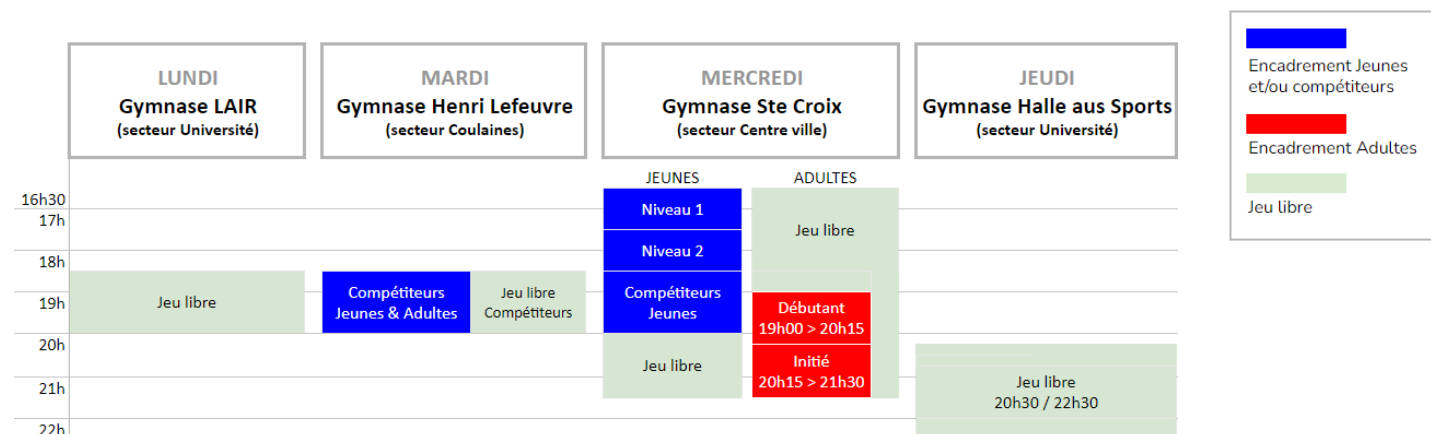 LUNDI
Gymnase LAIR
(secteur Université)
MARDI
Gymnase Henri Lefeuvre
(secteur Coulaines)
MERCREDI
Gymnase Ste Croix
(secteur Centre ville)
JEUDI
Gymnase Halle aus Sports
(secteur Université)
Encadrement Jeunes
et/ou compétiteurs
Encadrement Adultes
Jeu libre
JEUNES
ADULTES
16h30
17h
18h
19h
20h
21h
22h
Jeu libre
Compétiteurs
Jeunes & Adultes
Jeu libre
Compétiteurs
Niveau 1
Niveau 2
Compétiteurs
Jeunes
Jeu libre
Jeu libre
Débutant
19h00 > 20h15
Initié
20h15 > 21h30
Jeu libre
20h30 / 22h30